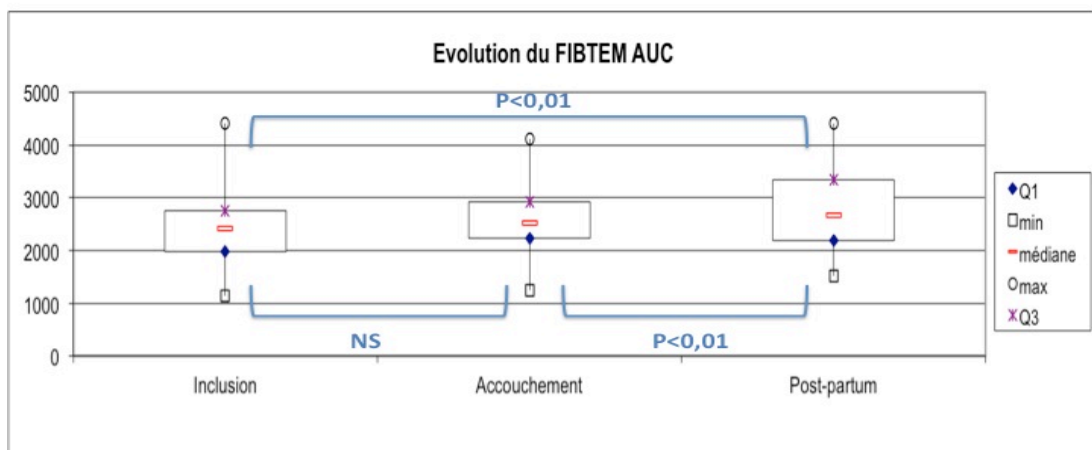 Evolution du FIBTEM AUC
5000
4000
3000
2000
1000
0
P<0,01
NS
P<0,01
Inclusion
Accouchement
Post-partum
Q1
min
médiane
max
Q3